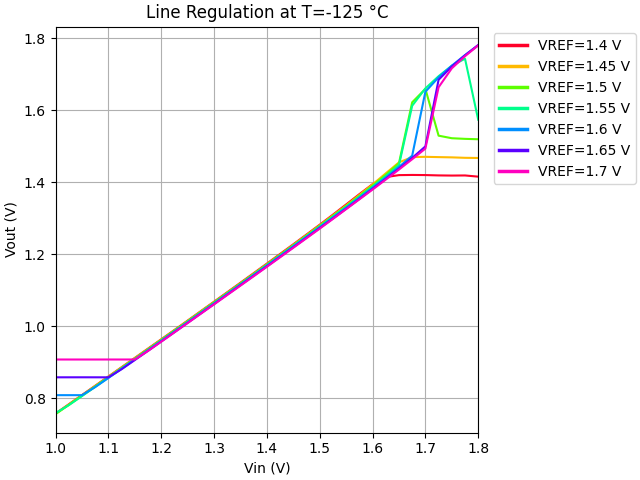 Line Regulation at T=-125 °C
Vout (V)
1.8
1.6
1.4
1.2
1.0
0.8
1.0 1.1 1.2 1.3 1.4 1.5 1.6 1.7 1.8
Vin (V)
VREF=1.4 V
VREF=1.45 V
VREF=1.5 V
VREF=1.55 V
VREF=1.6 V
VREF=1.65 V
VREF=1.7 V